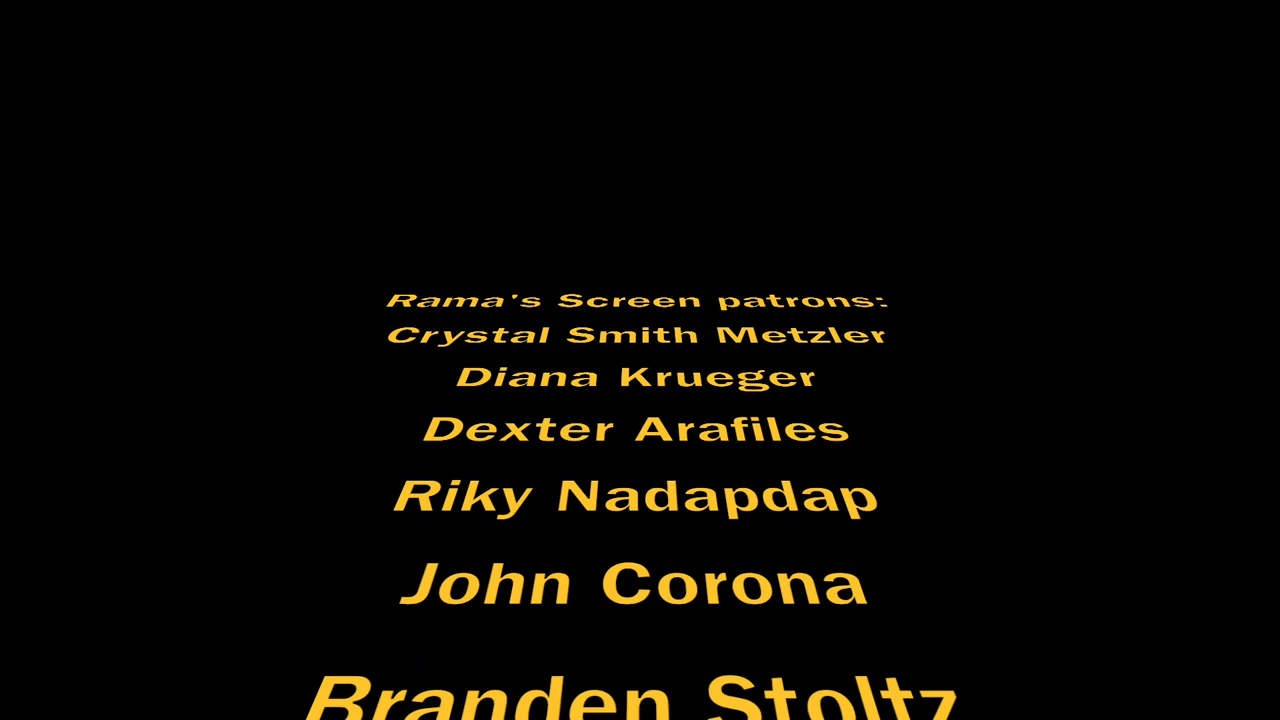 Rama's Screen patrons:
Crystal Smith Metzler
Diana Krueger
Dexter Arafiles
Riky Nadapdap
John Corona
Branden Stoltz